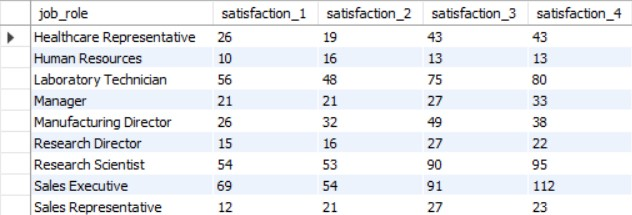 job_role satisfaction_1 satisfaction_2 satisfaction_3 satisfaction_4
Healthcare Representative 26 19 43 43
Human Resources 10 16 13 13
Laboratory Technician 56 48 75 80
Manager 21 21 27 33
Manufacturing Director 26 32 49 38
Research Director 15 16 27 22
Research Scientist 54 53 90 95
Sales Executive 69 54 91 112
Sales Representative 12 21 27 23